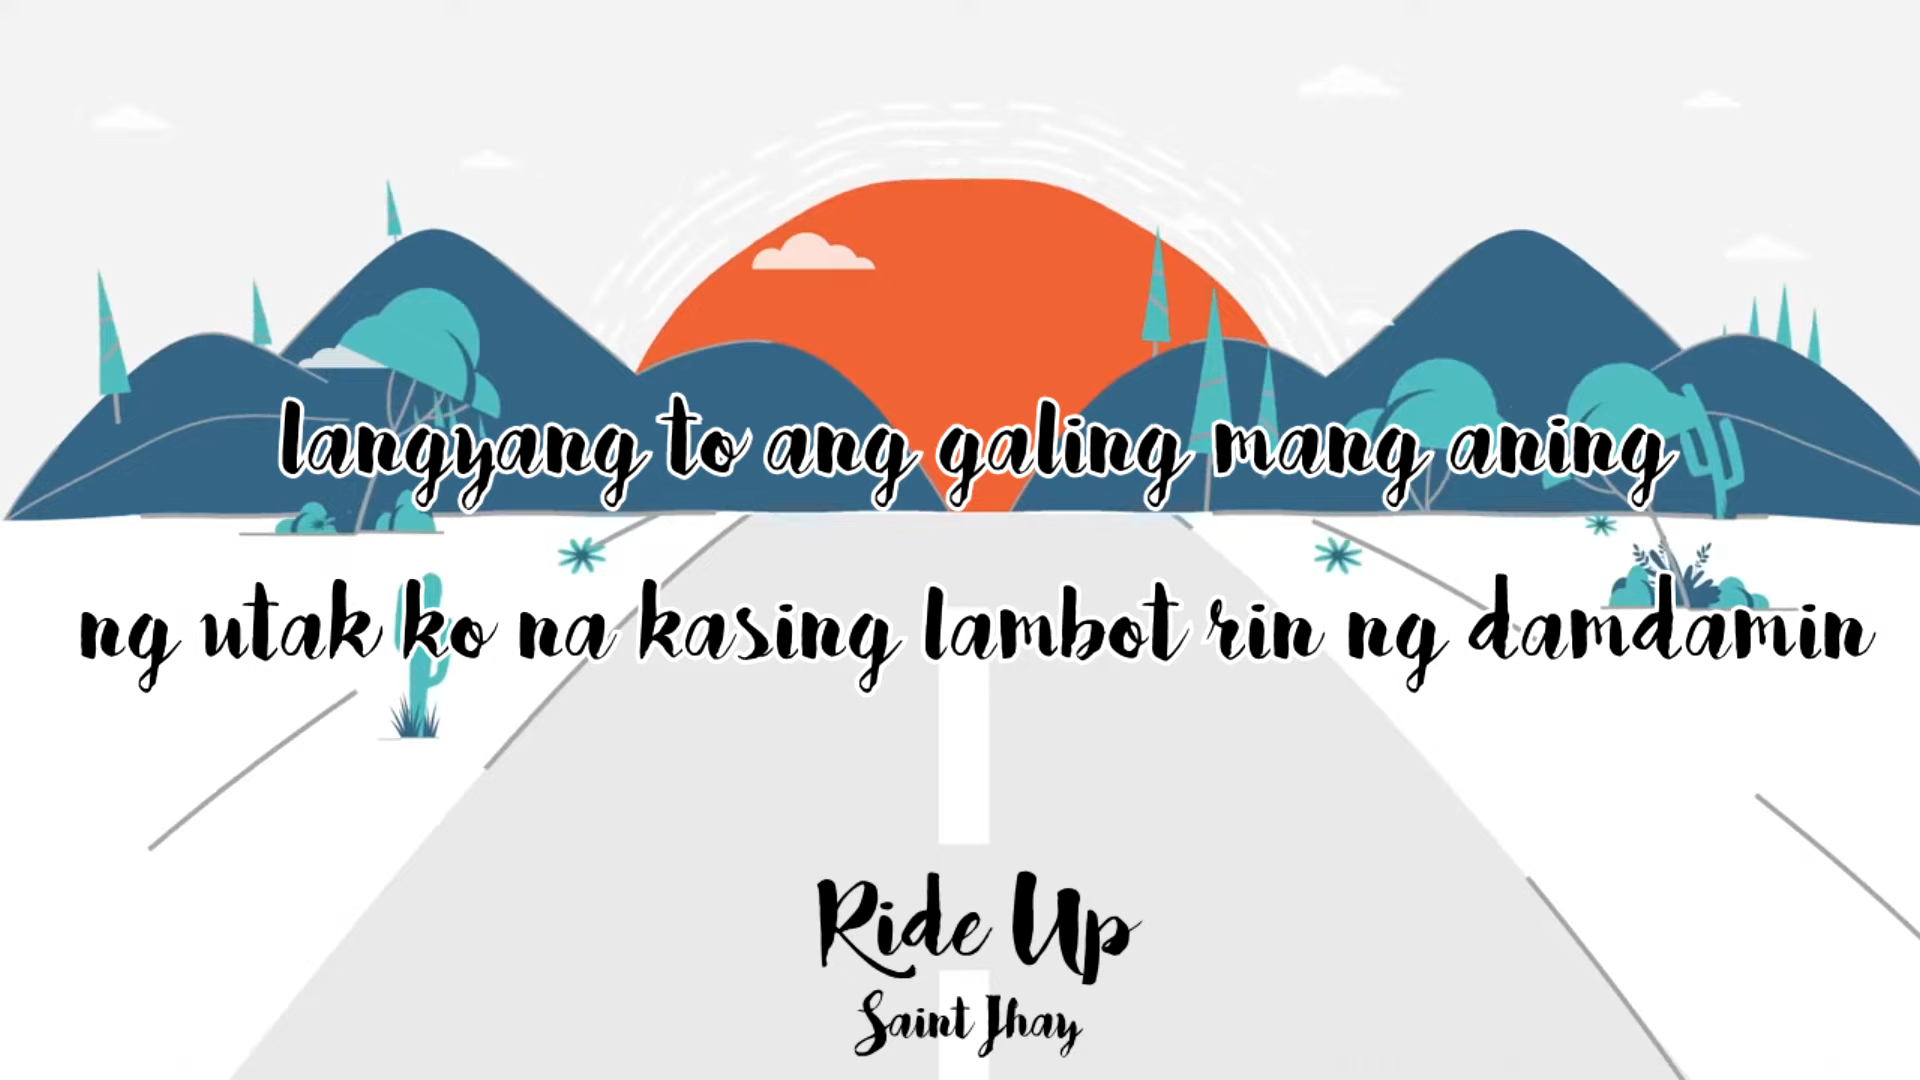 langyang to ang galing mang aning
ng utak ko na kasing lambot rin ng damdamin
Ride Up
Saint Jhay